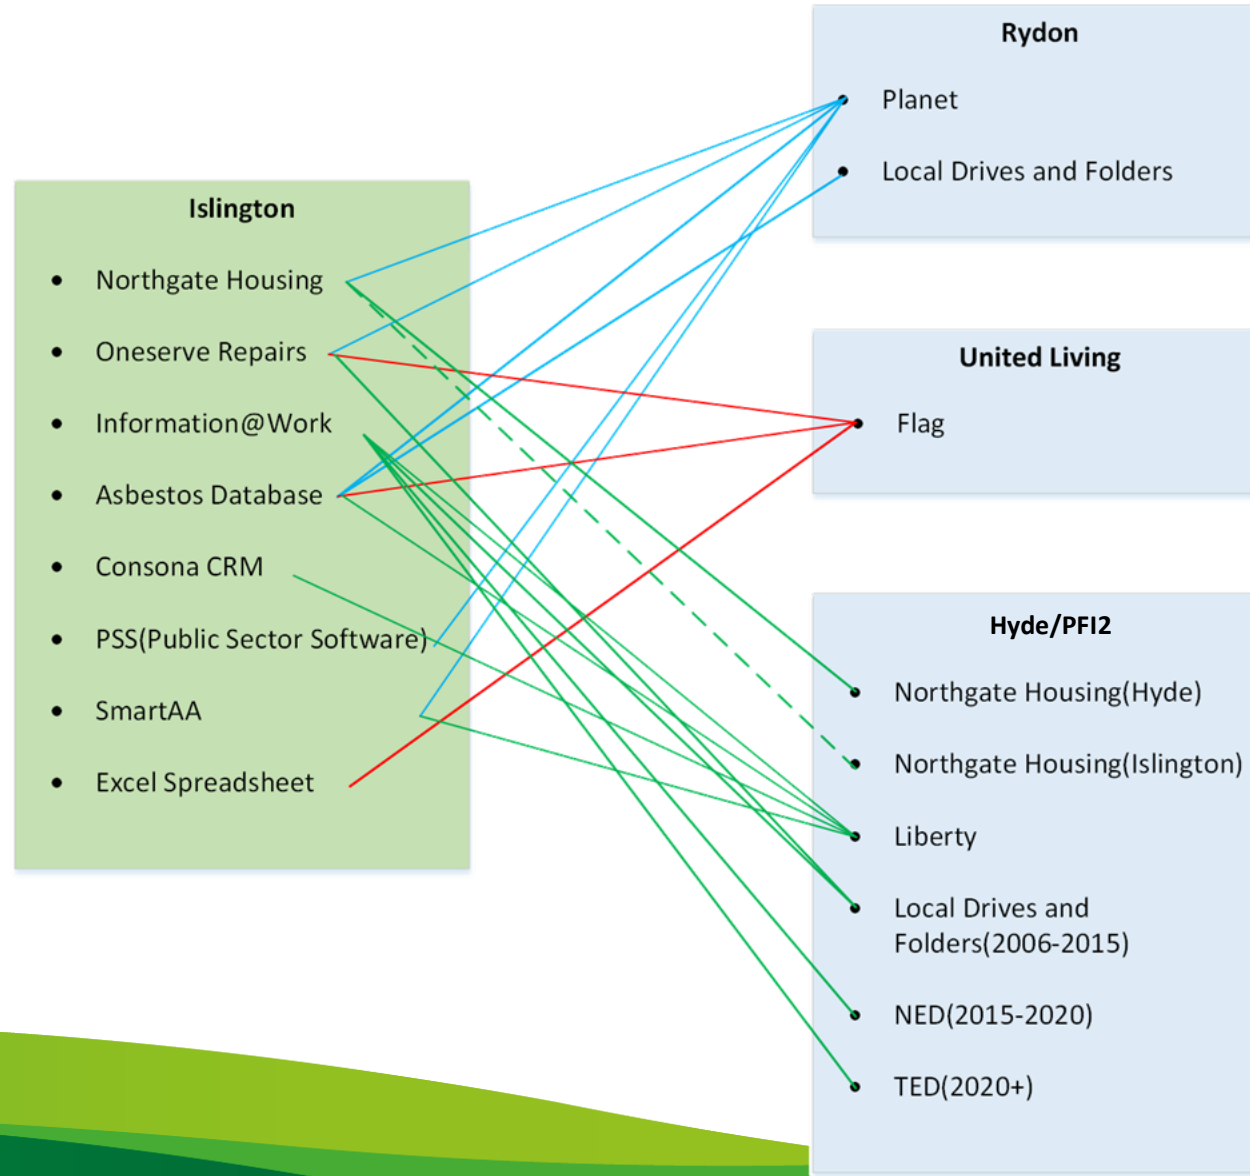 Islington
Northgate Housing
Oneserve Repairs
Information@Work
Asbestos Database
Consona CRM
PSS(Public Sector Software)
SmartAA
Excel Spreadsheet
Rydon
Planet
Local Drives and Folders
United Living
Flag
Hyde/PFI2
Northgate Housing(Hyde)
Northgate Housing(Islington)
Liberty
Local Drives and
Folders(2006-2015)
NED(2015-2020)
TED(2020+)